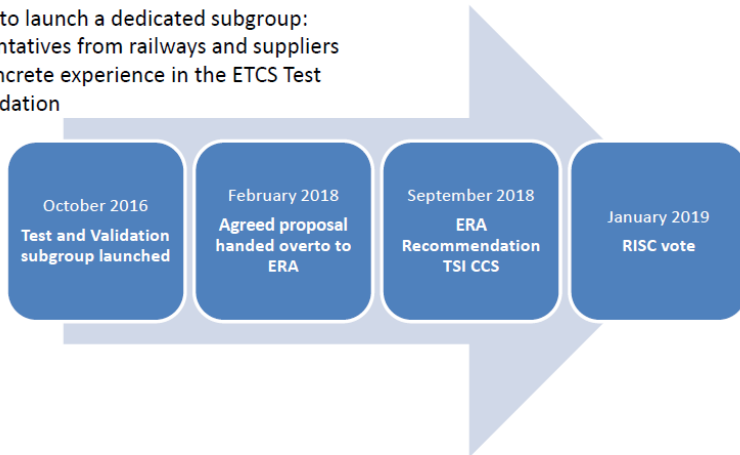 to launch a dedicated subgroup:
ntatives from railways and suppliers
ncrete experience in the ETCS Test
dation
October 2016
Test and Validation
subgroup launched
February 2018
Agreed proposal
handed overto to
ERA
September 2018
ERA
Recommendation
TSI CCS
January 2019
RISC vote